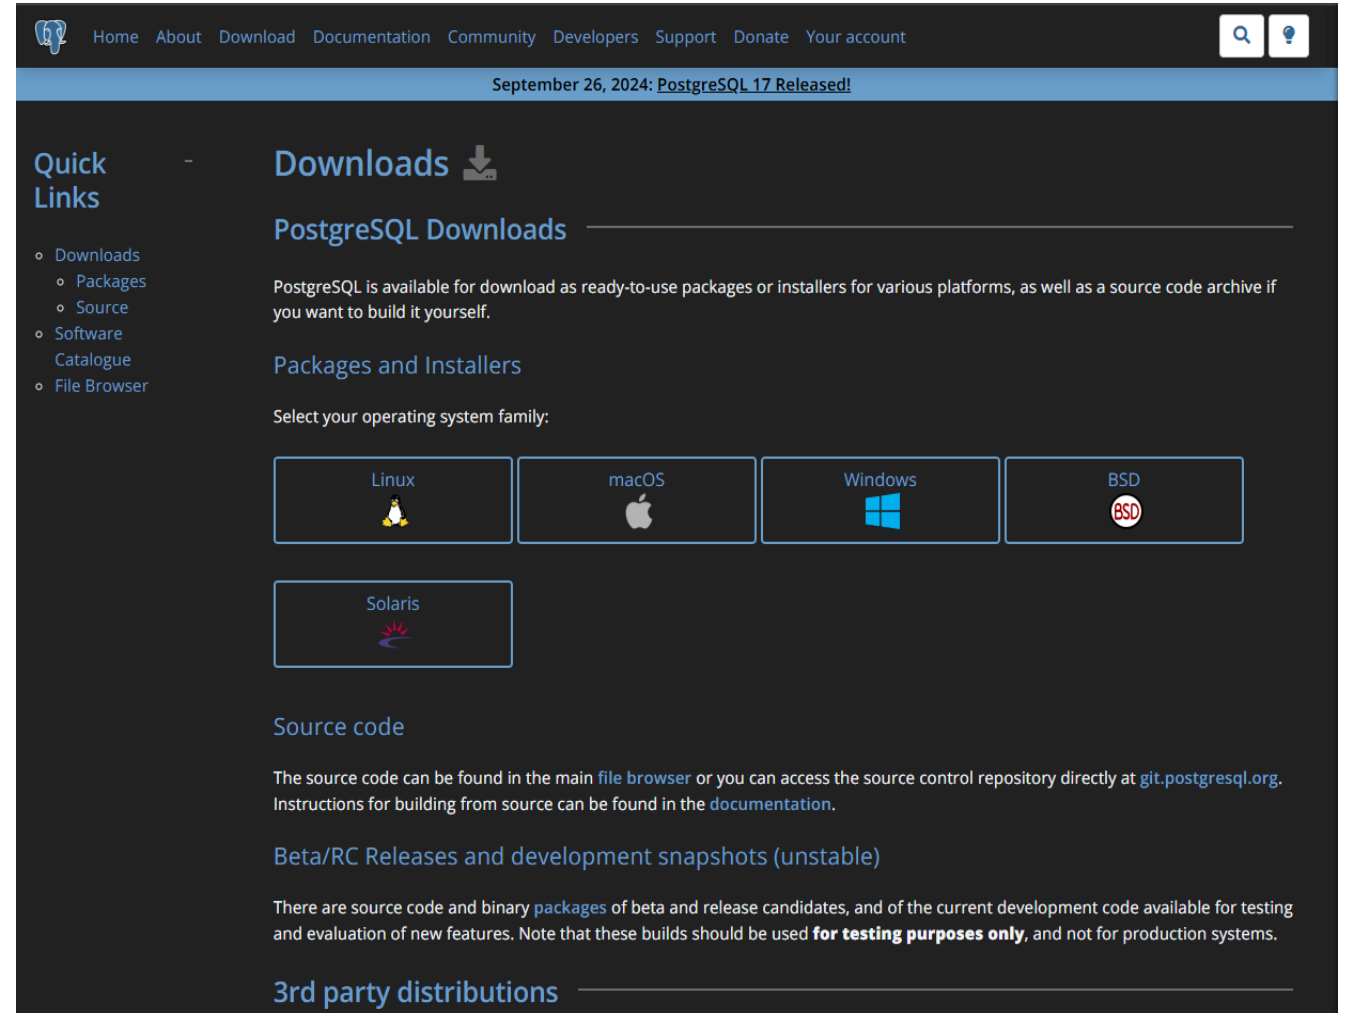 Home About Download Documentation Community Developers Support Donate Your account
September 26, 2024: PostgreSQL 17 Released!
Quick
Links
Downloads
Packages
Source
Software
Catalogue
File Browser
Downloads
PostgreSQL Downloads
PostgreSQL is available for download as ready-to-use packages or installers for various platforms, as well as a source code archive if
you want to build it yourself.
Packages and Installers
Select your operating system family:
Linux
macOS
Windows
BSD
BSD
Solaris
Source code
The source code can be found in the main file browser or you can access the source control repository directly at git.postgresql.org.
Instructions for building from source can be found in the documentation.
Beta/RC Releases and development snapshots (unstable)
There are source code and binary packages of beta and release candidates, and of the current development code available for testing
and evaluation of new features. Note that these builds should be used for testing purposes only, and not for production systems.
3rd party distributions